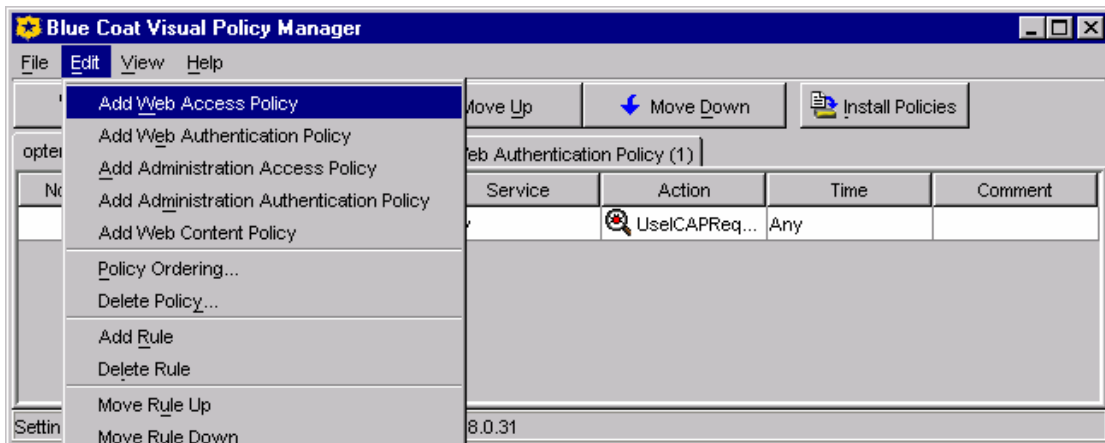 Blue Coat Visual Policy Manager
File Edit View Help
Add Web Access Policy
Move Up Move Down Install Policies
Add Web Authentication Policy
Web Authentication Policy (1)
Add Administration Access Policy
No Service Action Time Comment
Add Administration Authentication Policy
UseICAPReq... Any
Add Web Content Policy
Policy Ordering...
Delete Policy...
Add Rule
Delete Rule
Move Rule Up
8.0.31
Move Rule Down